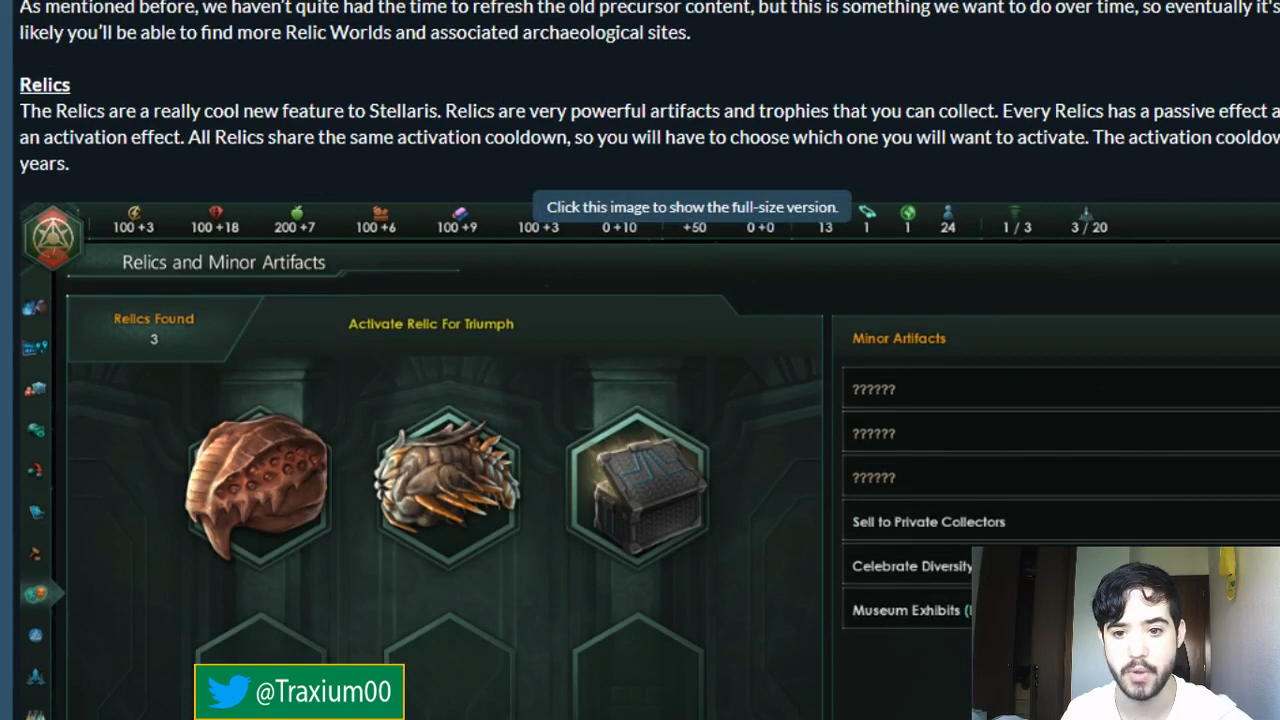 As mentioned before, we haven't quite had the time to refresh the old precursor content, but this is something we want to do over time, so eventually it's
likely you'll be able to find more Relic Worlds and associated archaeological sites.
Relics
The Relics are a really cool new feature to Stellaris. Relics are very powerful artifacts and trophies that you can collect. Every Relics has a passive effect a
an activation effect. All Relics share the same activation cooldown, so you will have to choose which one you will want to activate. The activation cooldow
years.
Click this image to show the full-size version.
100 +3 100 +18 200 +7 100 +6 100 +9 100 +3 0 +10 +50 0 +0 13 1 1 24 1 / 3 3 / 20
Relics and Minor Artifacts
Relics Found
3
Activate Relic For Triumph
Minor Artifacts
??????
??????
??????
Sell to Private Collectors
Celebrate Diversity
Museum Exhibits (
@Traxium00